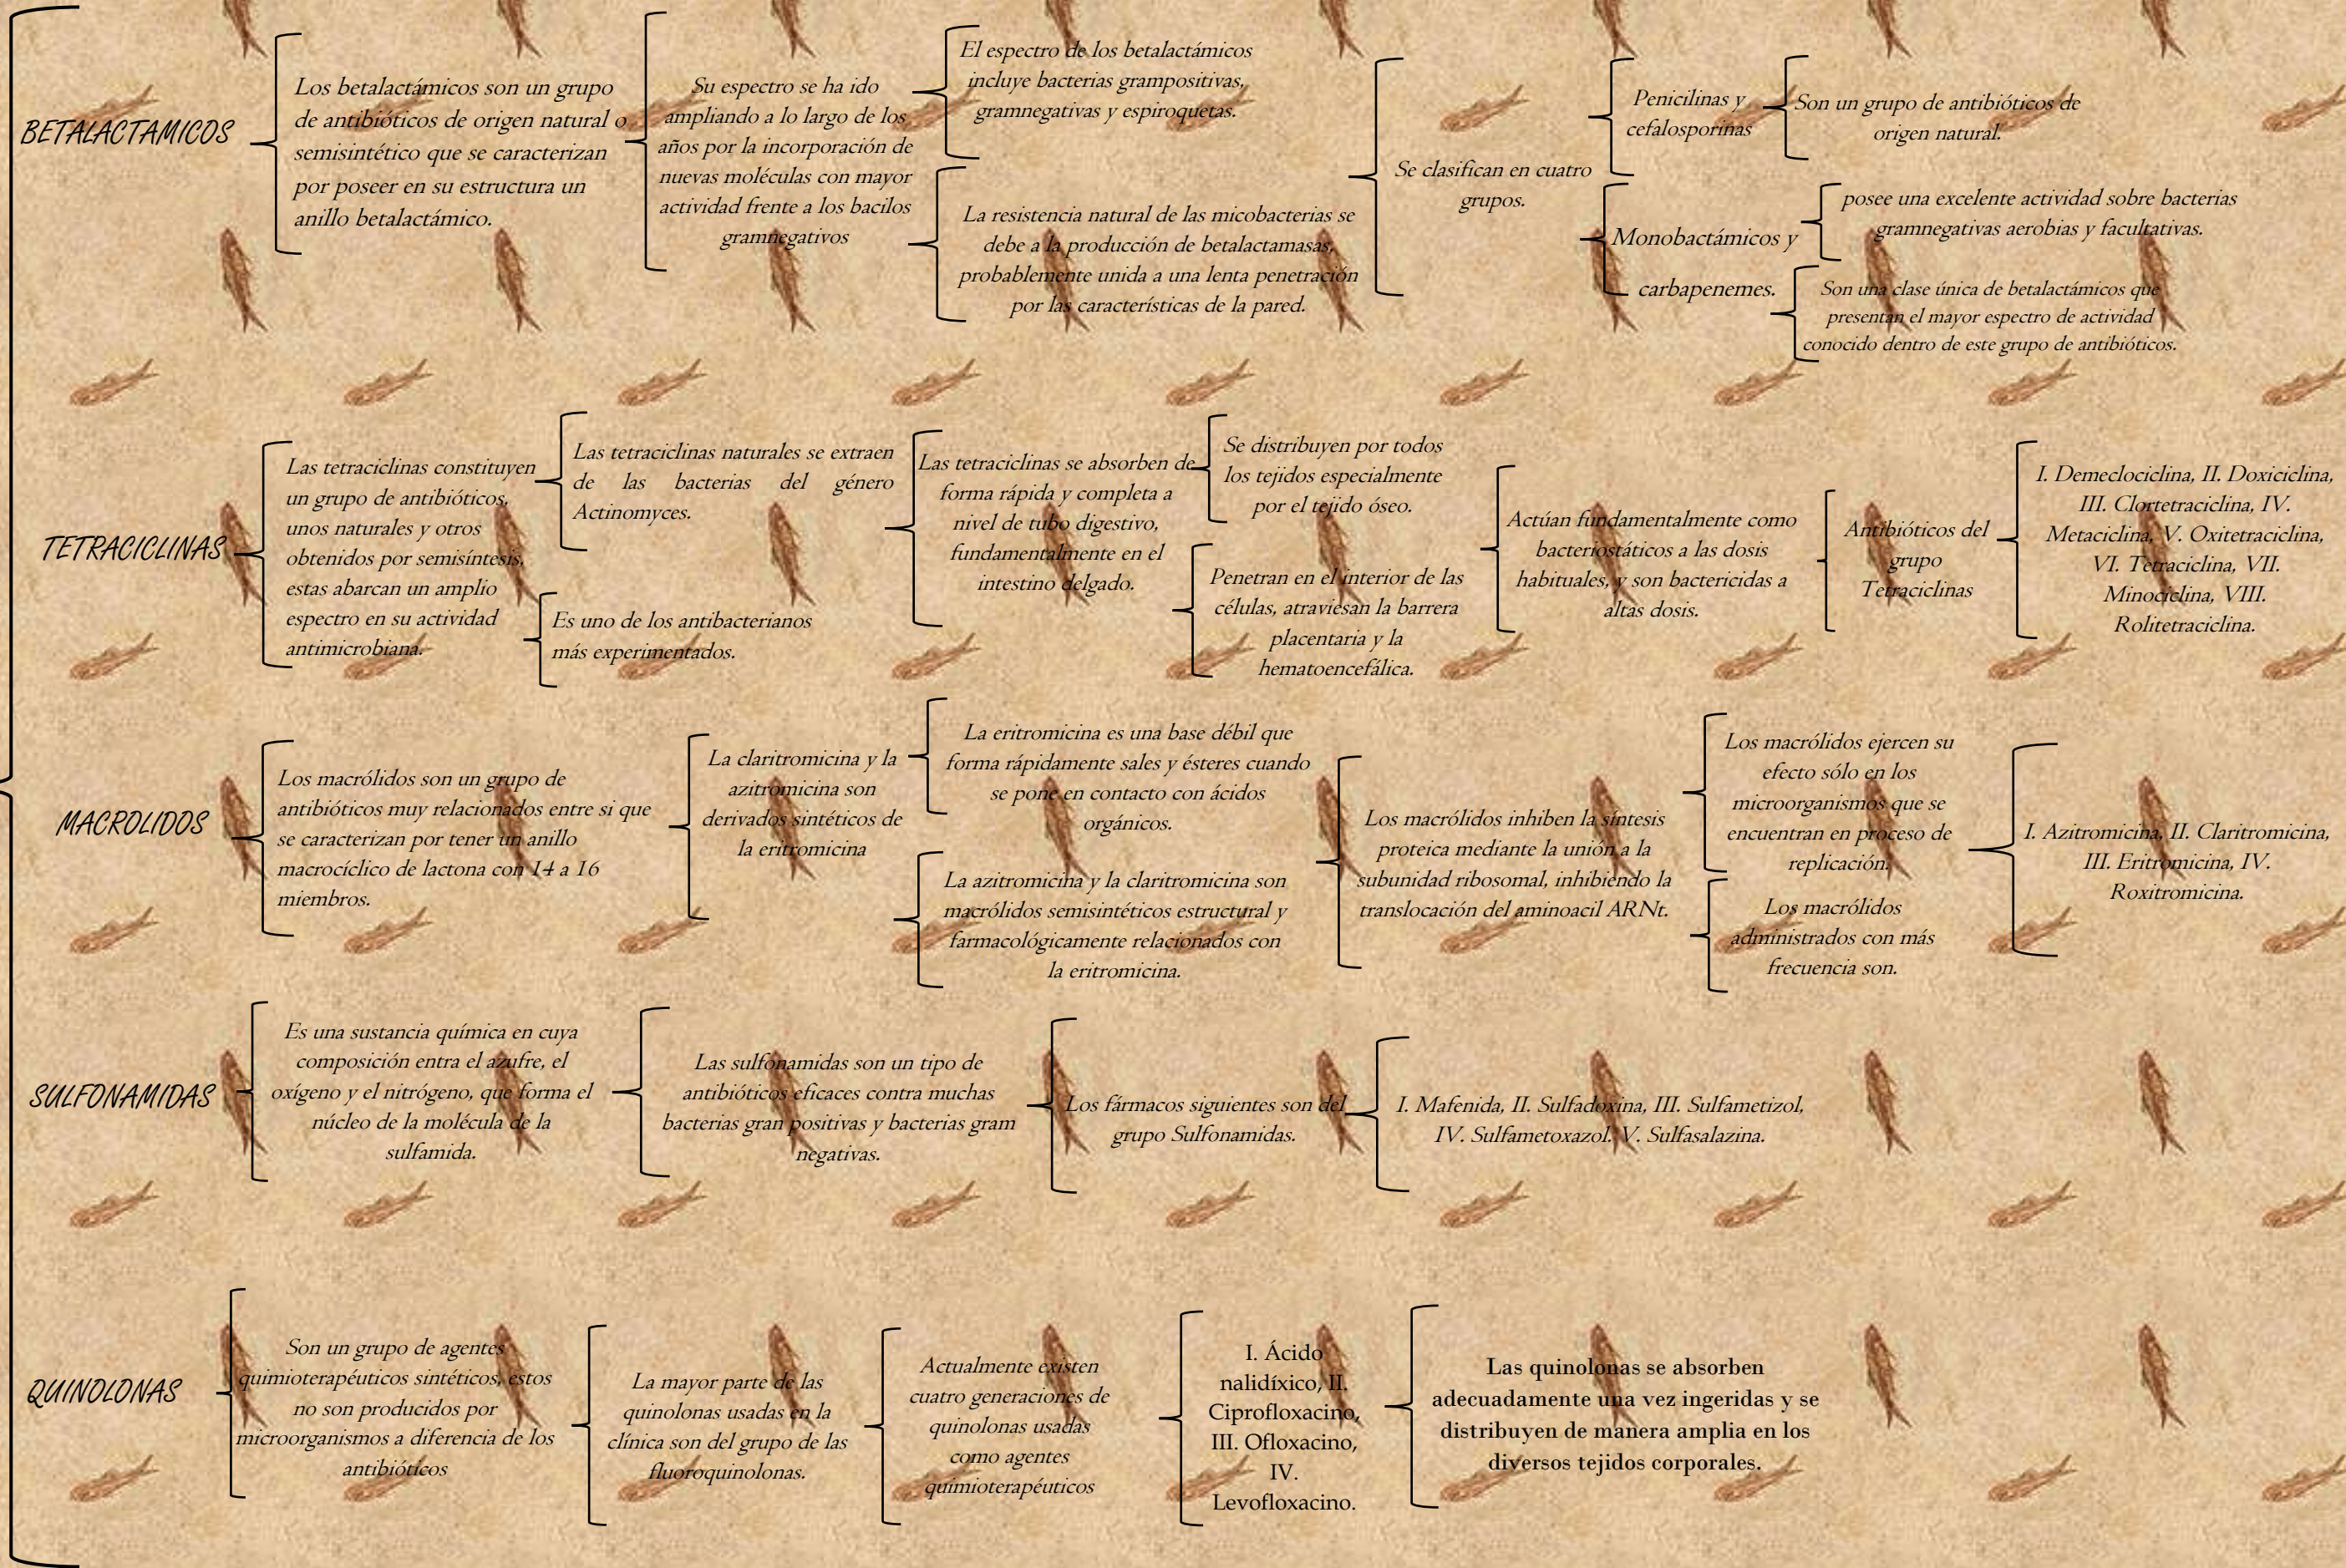 BETALACTAMICOS
Los betalactámicos son un grupo
de antibióticos de origen natural o
semisintético que se caracterizan
por poseer en su estructura un
anillo betalactámico.
Su espectro se ha ido
ampliando a lo largo de los
años por la incorporación de
nuevas moléculas con mayor
actividad frente a los bacilos
gramnegativos
El espectro de los betalactámicos
incluye bacterias grampositivas,
gramnegativas y espiroquetas.
La resistencia natural de las micobacterias se
debe a la producción de betalactamasas,
probablemente unida a una lenta penetración
por las características de la pared.
Se clasifican en cuatro
grupos.
Penicilinas y
cefalosporinas
Son un grupo de antibióticos de
origen natural.
Monobactámicos y
carbapenemes.
posee una excelente actividad sobre bacterias
gramnegativas aerobias y facultativas.
Son una clase única de betalactámicos que
presentan el mayor espectro de actividad
conocido dentro de este grupo de antibióticos.
TETRACICLINAS
Las tetraciclinas constituyen
un grupo de antibióticos,
unos naturales y otros
obtenidos por semisíntesis,
estas abarcan un amplio
espectro en su actividad
antimicrobiana.
Las tetraciclinas naturales se extraen
de las bacterias del género
Actinomyces.
Es uno de los antibacterianos
más experimentados.
Las tetraciclinas se absorben de
forma rápida y completa a
nivel de tubo digestivo,
fundamentalmente en el
intestino delgado.
Se distribuyen por todos
los tejidos especialmente
por el tejido óseo.
Penetran en el interior de las
células, atraviesan la barrera
placentaria y la
hematoencefálica.
Actúan fundamentalmente como
bacteriostáticos a las dosis
habituales, y son bactericidas a
altas dosis.
Antibióticos del
grupo
Tetraciclinas
I. Demeclociclina, II. Doxiciclina,
III. Clortetraciclina, IV.
Metaciclina, V. Oxitetraciclina,
VI. Tetraciclina, VII.
Minociclina, VIII.
Rolitetraciclina.
MACROLIDOS
Los macrólidos son un grupo de
antibióticos muy relacionados entre si que
se caracterizan por tener un anillo
macrocíclico de lactona con 14 a 16
miembros.
La claritromicina y la
azitromicina son
derivados sintéticos de
la eritromicina
La eritromicina es una base débil que
forma rápidamente sales y ésteres cuando
se pone en contacto con ácidos
orgánicos.
La azitromicina y la claritromicina son
macrólidos semisintéticos estructural y
farmacológicamente relacionados con
la eritromicina.
Los macrólidos inhiben la síntesis
proteica mediante la unión a la
subunidad ribosomal, inhibiendo la
translocación del aminoacil ARNt.
Los macrólidos ejercen su
efecto sólo en los
microorganismos que se
encuentran en proceso de
replicación.
Los macrólidos
administrados con más
frecuencia son.
I. Azitromicina, II. Claritromicina,
III. Eritromicina, IV.
Roxitromicina.
SULFONAMIDAS
Es una sustancia química en cuya
composición entra el azufre, el
oxígeno y el nitrógeno, que forma el
núcleo de la molécula de la
sulfamida.
Las sulfonamidas son un tipo de
antibióticos eficaces contra muchas
bacterias gran positivas y bacterias gram
negativas.
Los fármacos siguientes son del
grupo Sulfonamidas.
I. Mafenida, II. Sulfadoxina, III. Sulfametizol,
IV. Sulfametoxazol. V. Sulfasalazina.
QUINOLONAS
Son un grupo de agentes
quimioterapéuticos sintéticos, estos
no son producidos por
microorganismos a diferencia de los
antibióticos
La mayor parte de las
quinolonas usadas en la
clínica son del grupo de las
fluoroquinolonas.
Actualmente existen
cuatro generaciones de
quinolonas usadas
como agentes
quimioterapéuticos
I. Ácido
nalidíxico, II.
Ciprofloxacino,
III. Ofloxacino,
IV.
Levofloxacino.
Las quinolonas se absorben
adecuadamente una vez ingeridas y se
distribuyen de manera amplia en los
diversos tejidos corporales.